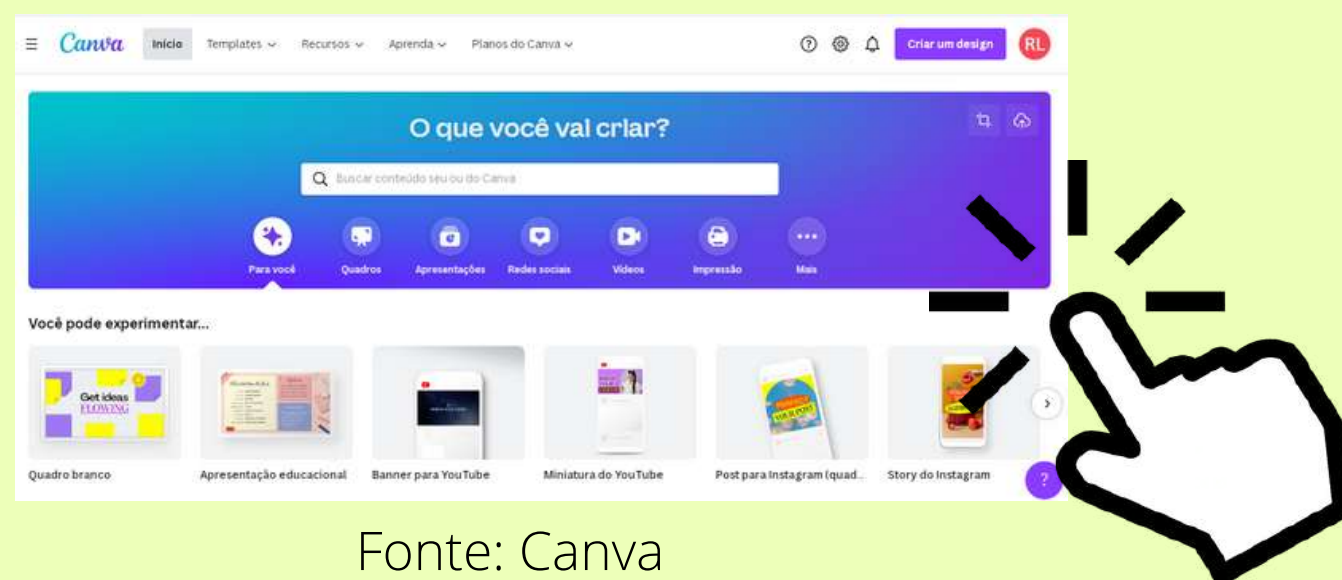 Canva Início Templates Recursos Aprenda Planos do Canva Criar um design RL
O que você vai criar?
Buscar conteúdo seu ou do Canva
Para você Quadros Apresentações Redes sociais Vídeos Impressão Mais
Você pode experimentar...
Get ideas
FLOWING
YOUR POST
Quadro branco Apresentação educacional Banner para YouTube Miniatura do YouTube Post para Instagram (quad... Story do Instagram ?
Fonte: Canva